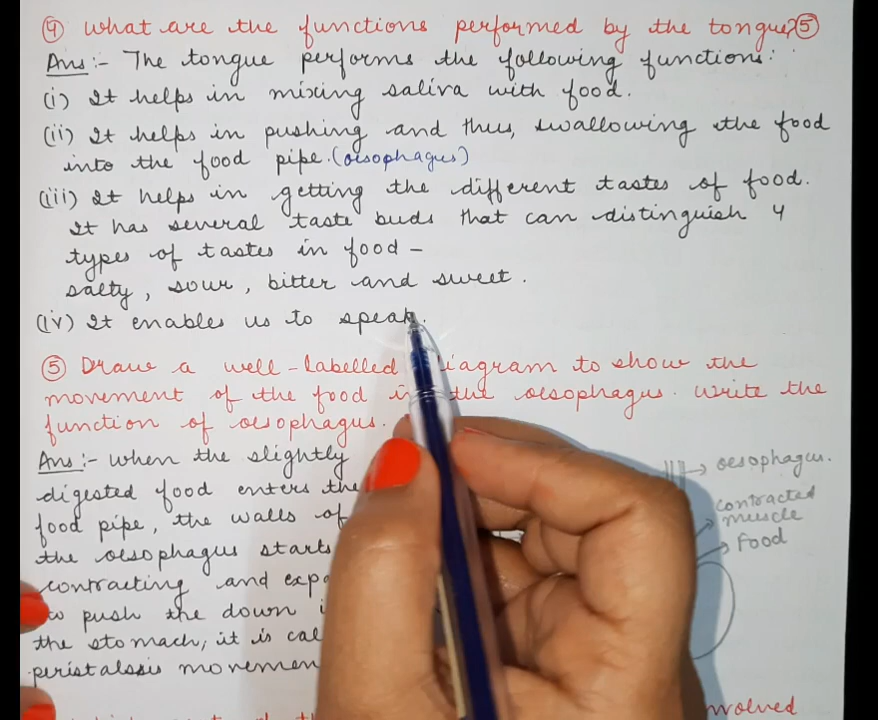 ④ What are the functions performed by the tongue? ⑤
Ans:- The tongue performs the following functions:
(i) It helps in mixing saliva with food.
(ii) It helps in pushing and thus, swallowing the food
into the food pipe. (oesophagus)
(iii) It helps in getting the different tastes of food.
It has several taste buds that can distinguish 4
types of tastes in food -
salty, sour, bitter and sweet.
(iv) It enables us to speak.
⑤ Draw a well-labelled diagram to show the
movement of the food in the oesophagus. Write the
function of oesophagus.
Ans:- When the slightly
digested food enters the
food pipe, the walls of
the oesophagus starts
contracting and
to push the down
the stomach, it is
peristalsis
oesophagus.
contracted
muscle
Food